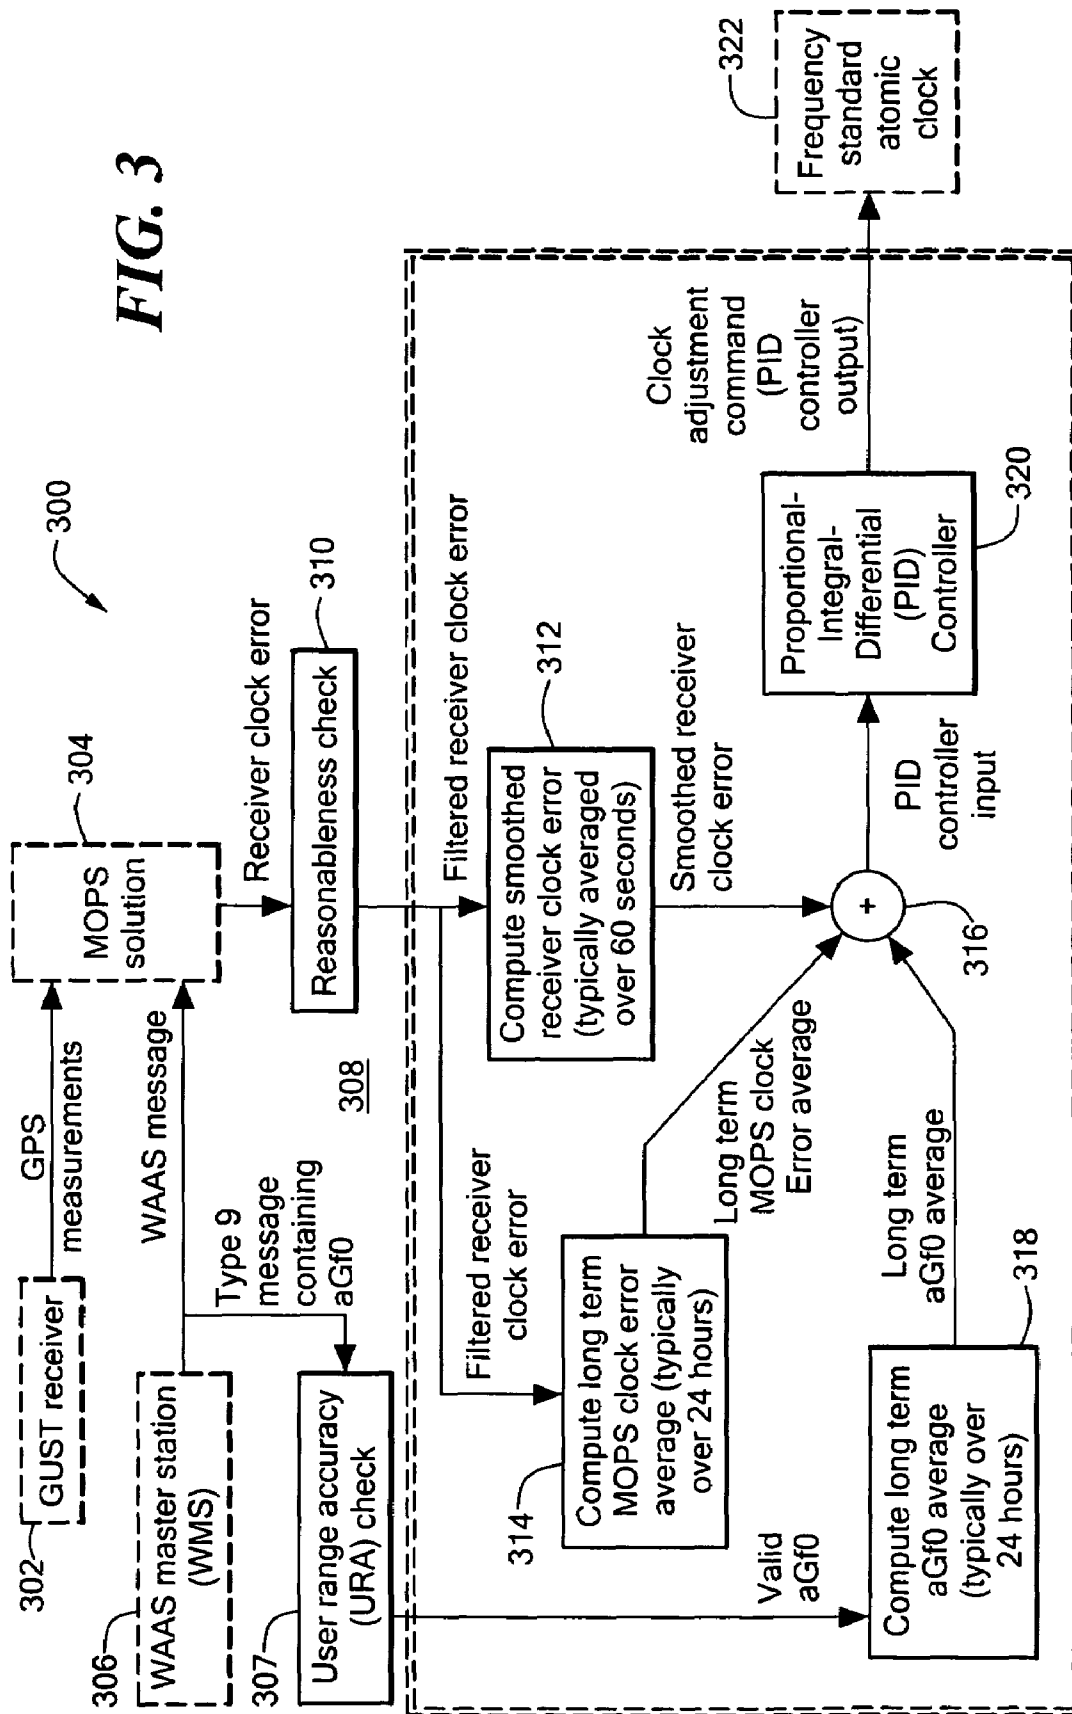 FIG. 3
300
302
GUST receiver
GPS
measurements
304
MOPS
solution
306
WAAS master station
(WMS)
WAAS message
Type 9
message
containing
aGf0
307
User range accuracy
(URA) check
Receiver clock error
310
Reasonableness check
308
Filtered receiver clock error
312
Compute smoothed
receiver clock error
(typically averaged
over 60 seconds)
Filtered receiver
clock error
314
Compute long term
MOPS clock error
average (typically
over 24 hours)
Smoothed receiver
clock error
Long term
MOPS clock
Error average
Valid
aGf0
318
Compute long term
aGf0 average
(typically over
24 hours)
Long term
aGf0 average
+
316
PID
controller
input
320
Proportional-
Integral-
Differential
(PID)
Controller
Clock
adjustment
command
(PID
controller
output)
322
Frequency
standard
atomic
clock